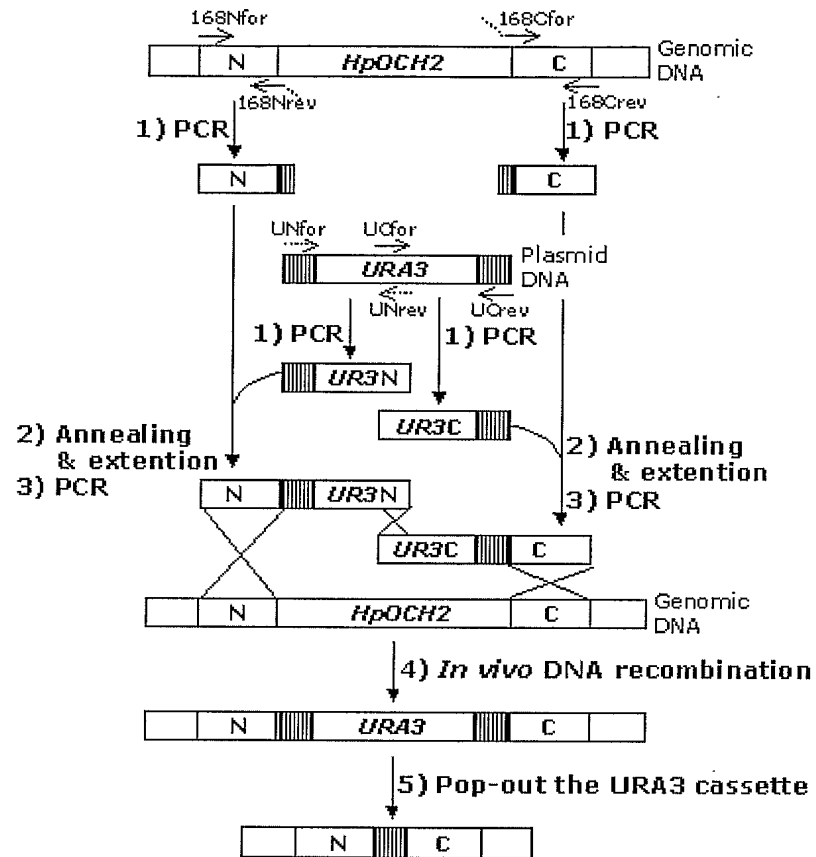 168Nfor
168Cfor
N
HpOCH2
C
Genomic
DNA
168Nrev
168Crev
1) PCR
1) PCR
N
C
UNfor
UCfor
URA3
Plasmid
DNA
UNrev
UCrev
1) PCR
1) PCR
UR3N
UR3C
2) Annealing
& extention
3) PCR
2) Annealing
& extention
3) PCR
N
UR3N
UR3C
C
N
HpOCH2
C
Genomic
DNA
4) In vivo DNA recombination
N
URA3
C
5) Pop-out the URA3 cassette
N
C